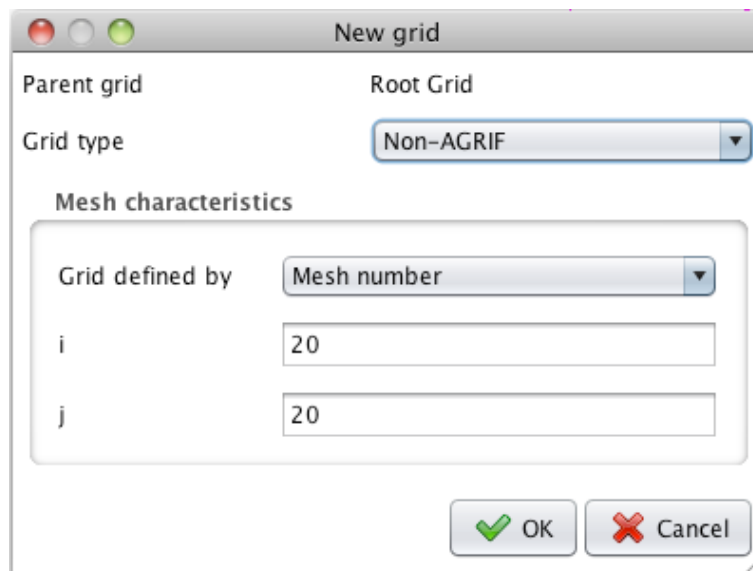 New grid
Parent grid Root Grid
Grid type Non-AGRIF
Mesh characteristics
Grid defined by Mesh number
i 20
j 20
OK Cancel